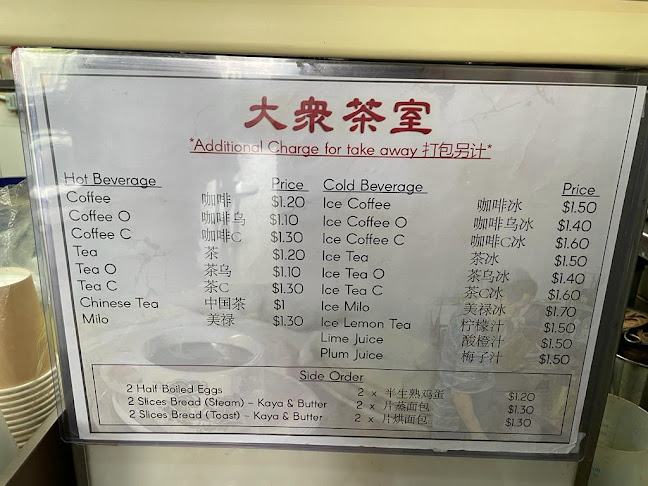 大衆茶室
*Additional Charge for take away 打包另计*
Hot Beverage Price Cold Beverage Price
Coffee 咖啡 $1.20 Ice Coffee 咖啡冰 $1.50
Coffee O 咖啡乌 $1.10 Ice Coffee O 咖啡乌冰 $1.40
Coffee C 咖啡C $1.30 Ice Coffee C 咖啡C冰 $1.60
Tea 茶 $1.20 Ice Tea 茶冰 $1.50
Tea O 茶乌 $1.10 Ice Tea O 茶乌冰 $1.40
Tea C 茶C $1.30 Ice Tea C 茶C冰 $1.60
Chinese Tea 中国茶 $1 Ice Milo 美禄冰 $1.70
Milo 美禄 $1.30 Ice Lemon Tea 柠檬汁 $1.50
Lime Juice 酸橙汁 $1.50
Plum Juice 梅子汁 $1.50
Side Order
2 Half Boiled Eggs 2 x 半生熟鸡蛋 $1.20
2 Slices Bread (Steam) – Kaya & Butter 2 x 片蒸面包 $1.30
2 Slices Bread (Toast) – Kaya & Butter 2 x 片烘面包 $1.30